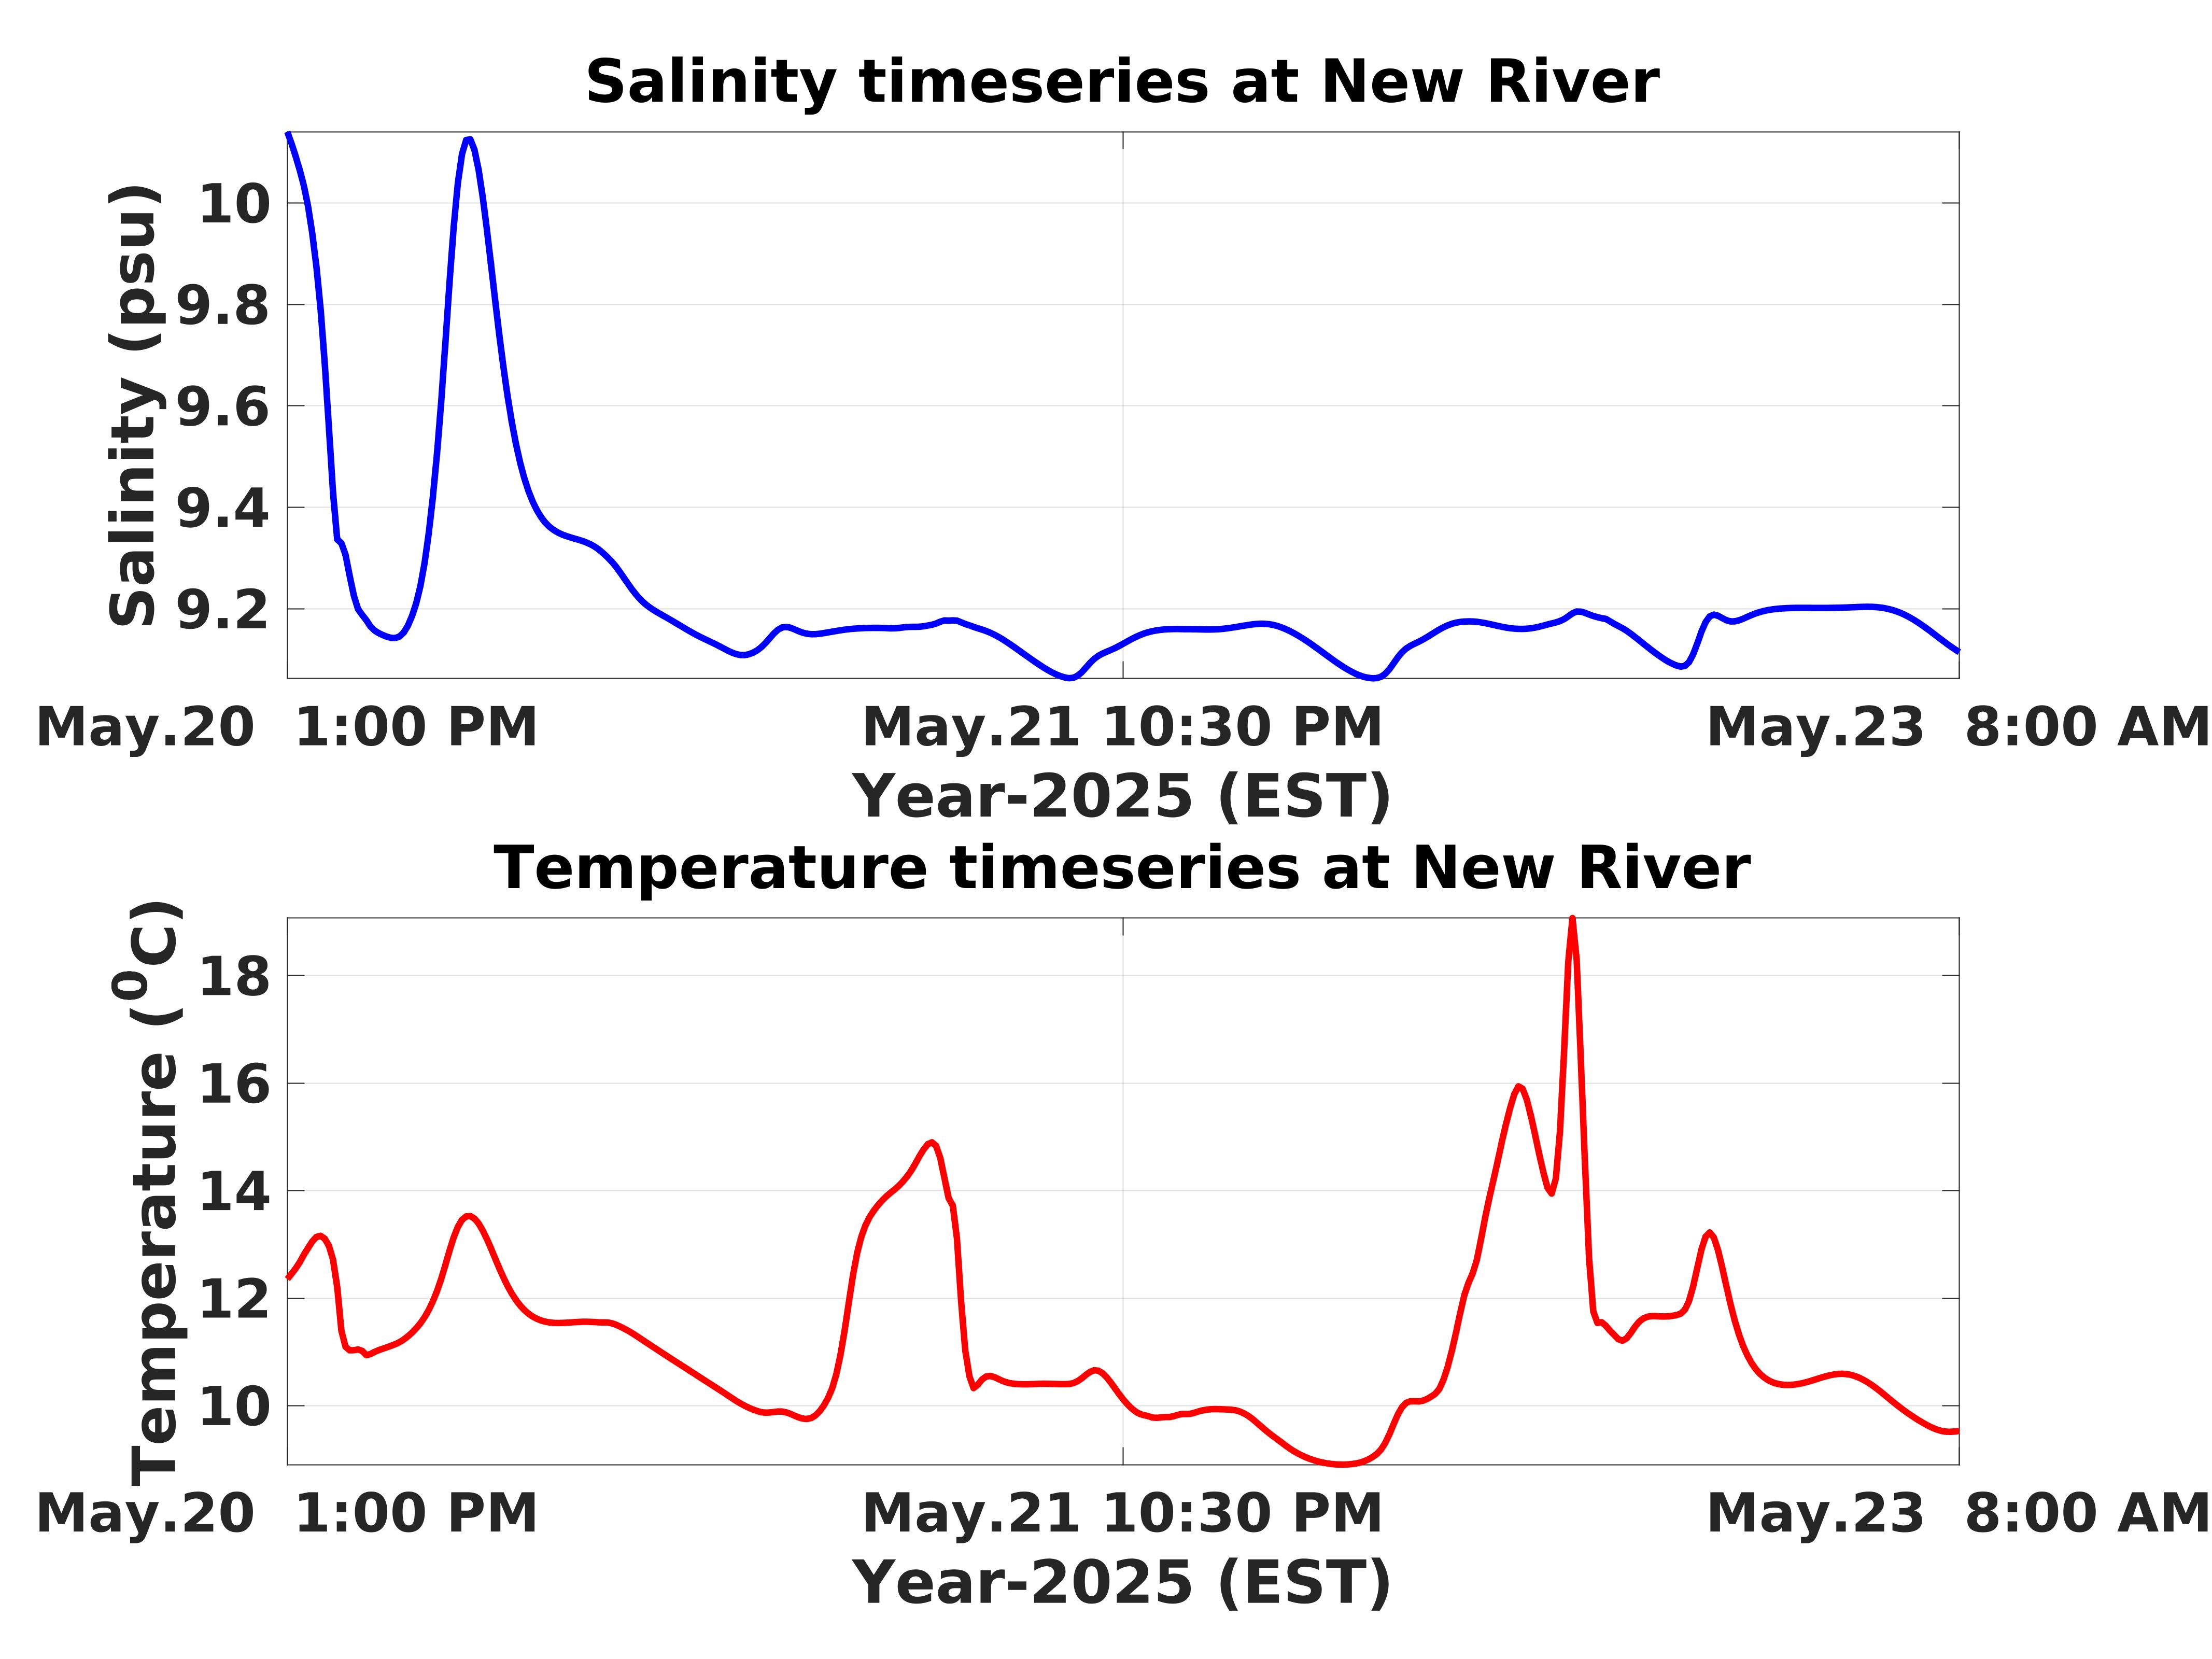 Salinity timeseries at New River
Salinity (psu)
10
9.8
9.6
9.4
9.2
May.20  1:00 PM
May.21 10:30 PM
May.23  8:00 AM
Year-2025 (EST)
Temperature timeseries at New River
Temperature (⁰C)
18
16
14
12
10
May.20  1:00 PM
May.21 10:30 PM
May.23  8:00 AM
Year-2025 (EST)